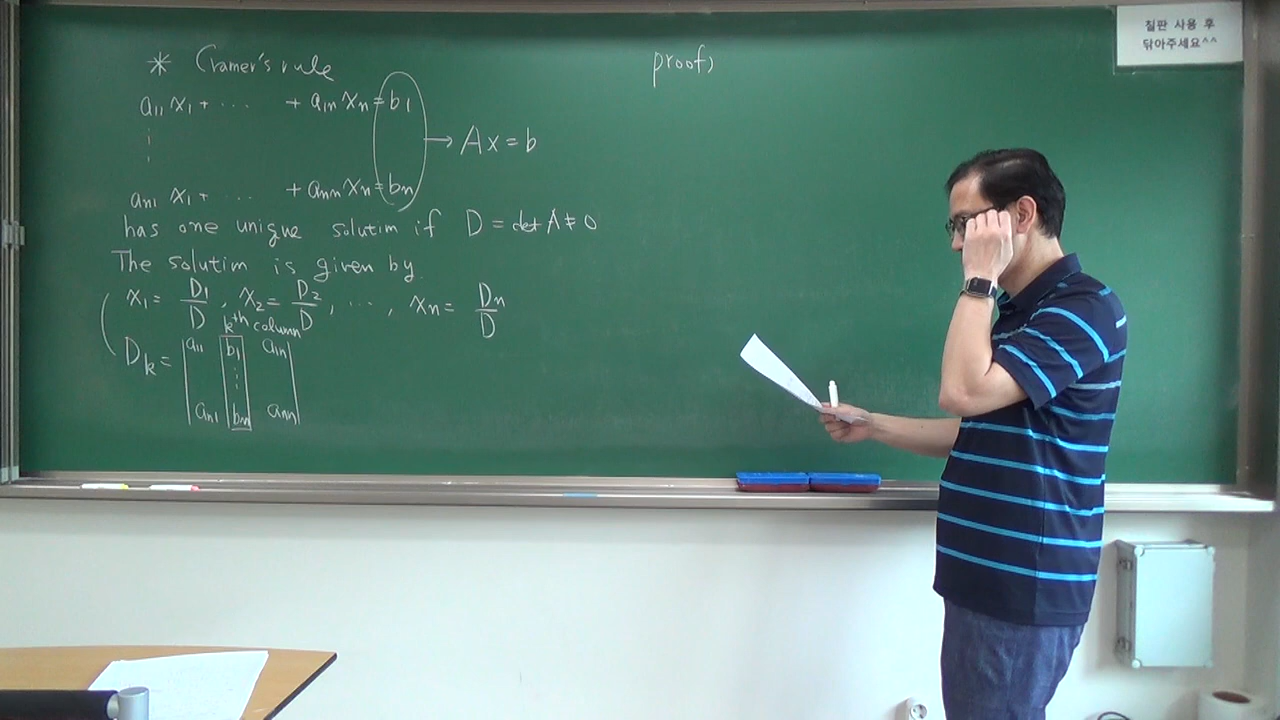 * Cramer's rule
a11 x1 + ... + a1n xn = b1
⋮
an1 x1 + ... + ann xn = bn
→ Ax = b
has one unique solution if D = det A ≠ 0
The solution is given by
x1 = D1/D , x2 = D2/D , ... , xn = Dn/D
kth column
Dk = | a11 b1 a1n |
⋮
| an1 bn ann |
proof)
칠판 사용 후
닦아주세요^^